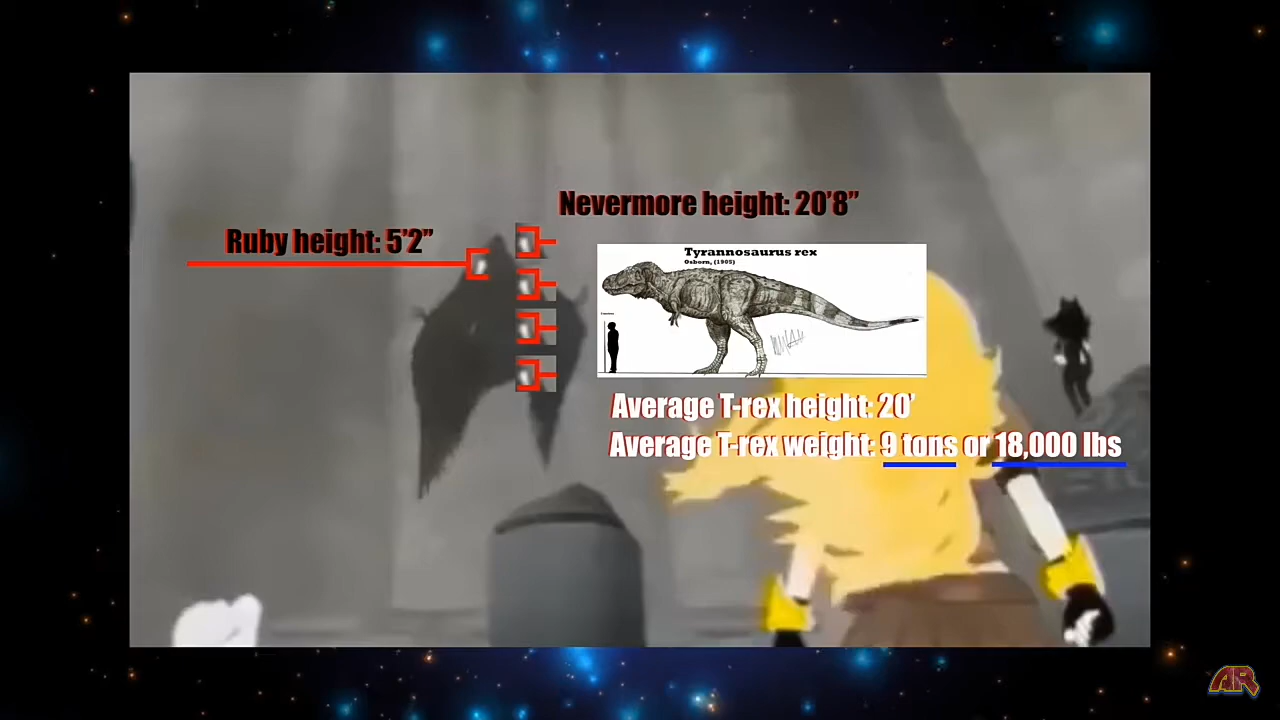 Nevermore height: 20'8"
Ruby height: 5'2"
Tyrannosaurus rex
Osborn, (1905)
Average T-rex height: 20'
Average T-rex weight: 9 tons or 18,000 lbs
AR